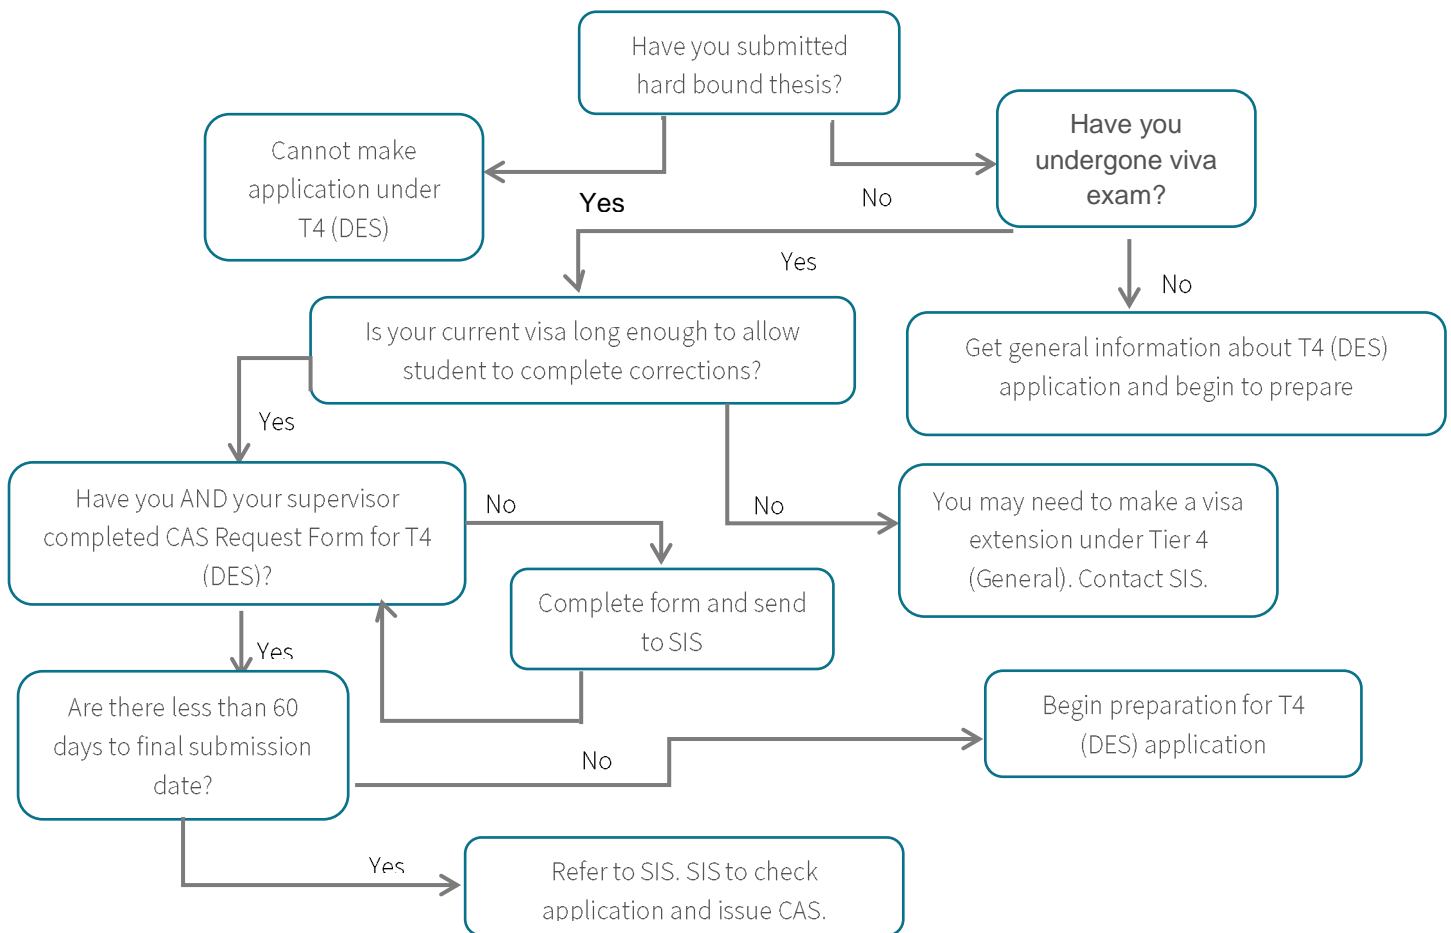 Have you submitted
hard bound thesis?
Cannot make
application under
T4 (DES)
Yes
No
Have you
undergone viva
exam?
Yes
No
Is your current visa long enough to allow
student to complete corrections?
Get general information about T4 (DES)
application and begin to prepare
Yes
No
Have you AND your supervisor
completed CAS Request Form for T4
(DES)?
No
You may need to make a visa
extension under Tier 4
(General). Contact SIS.
Complete form and send
to SIS
Yes
Are there less than 60
days to final submission
date?
No
Begin preparation for T4
(DES) application
Yes
Refer to SIS. SIS to check
application and issue CAS.